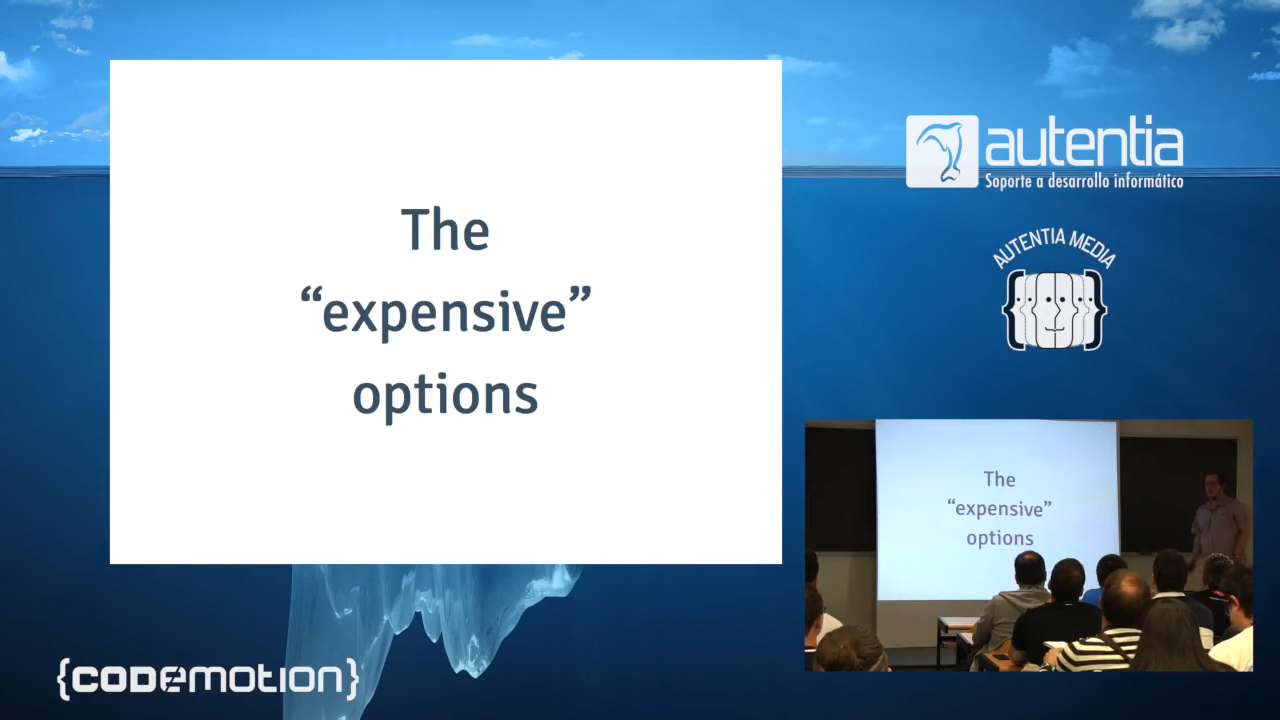 The
“expensive”
options
autentia
Soporte a desarrollo informático
AUTENTIA MEDIA
The
“expensive”
options
{CODEMOTION}